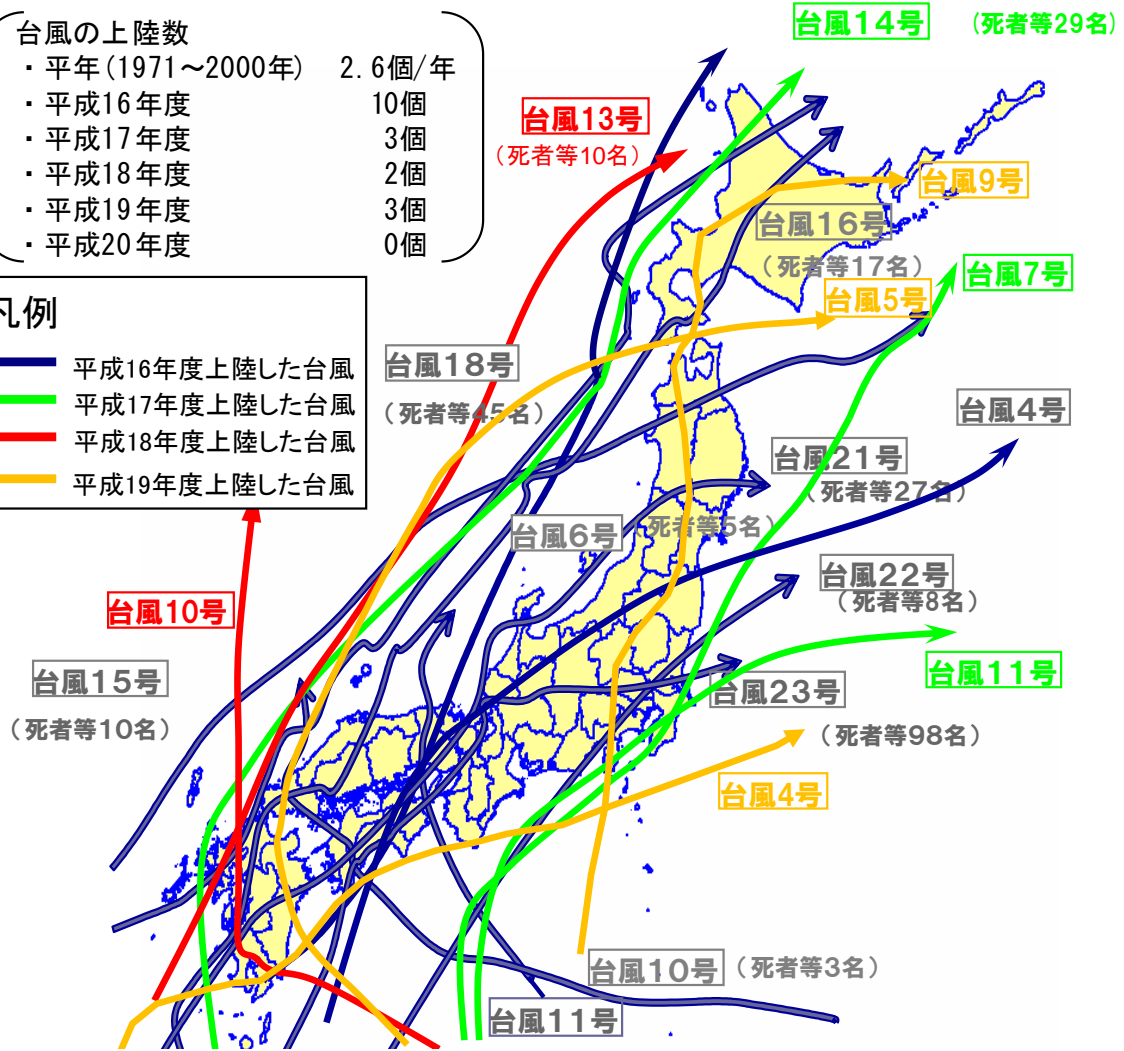 台風の上陸数
・平年(1971～2000年) 2.6個/年
・平成16年度 10個
・平成17年度 3個
・平成18年度 2個
・平成19年度 3個
・平成20年度 0個
凡例
平成16年度上陸した台風
平成17年度上陸した台風
平成18年度上陸した台風
平成19年度上陸した台風
台風14号 (死者等29名)
台風13号
(死者等10名)
台風9号
台風16号
(死者等17名)
台風7号
台風5号
台風18号
(死者等45名)
台風4号
台風21号
(死者等27名)
台風6号 (死者等5名)
台風22号
(死者等8名)
台風10号
台風11号
台風15号
(死者等10名)
台風23号
(死者等98名)
台風4号
台風10号 (死者等3名)
台風11号